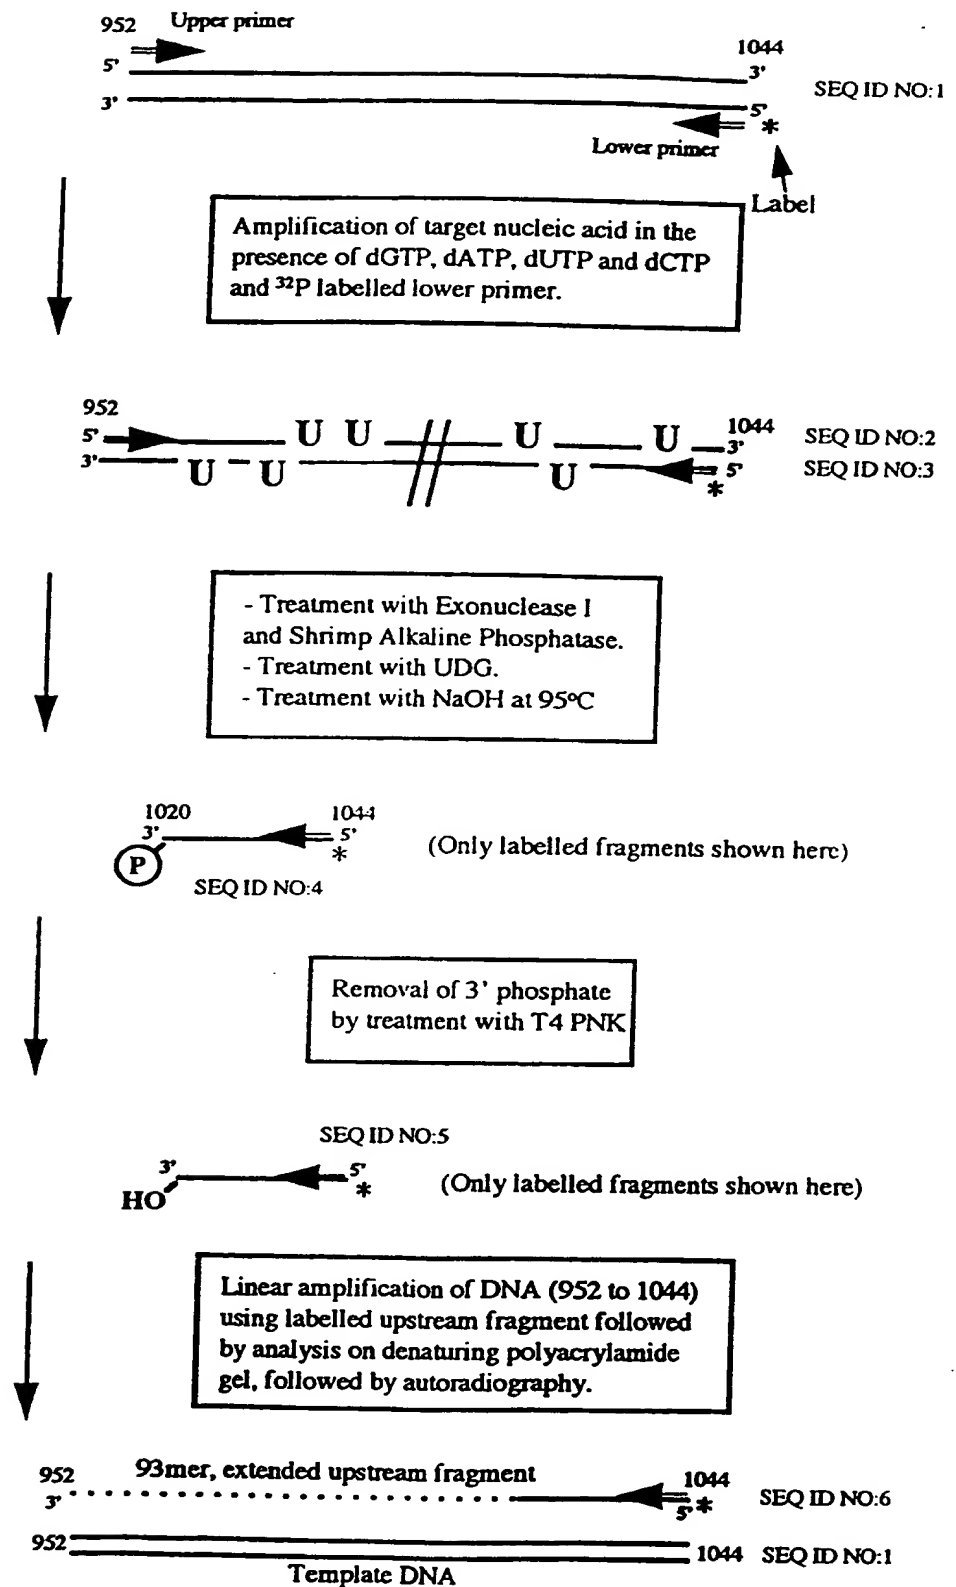 952 Upper primer
1044
5' 3' SEQ ID NO:1
3' 5'
*
Lower primer
Label
Amplification of target nucleic acid in the
presence of dGTP, dATP, dUTP and dCTP
and ³²P labelled lower primer.
952
1044
5' U U U U 3' SEQ ID NO:2
3' U U U 5' SEQ ID NO:3
*
- Treatment with Exonuclease I
and Shrimp Alkaline Phosphatase.
- Treatment with UDG.
- Treatment with NaOH at 95ºC
1020 1044
3' 5'
P * (Only labelled fragments shown here)
SEQ ID NO:4
Removal of 3' phosphate
by treatment with T4 PNK
SEQ ID NO:5
3' 5'
HO * (Only labelled fragments shown here)
Linear amplification of DNA (952 to 1044)
using labelled upstream fragment followed
by analysis on denaturing polyacrylamide
gel, followed by autoradiography.
952 93mer, extended upstream fragment 1044
3' 5' * SEQ ID NO:6
952 1044 SEQ ID NO:1
Template DNA